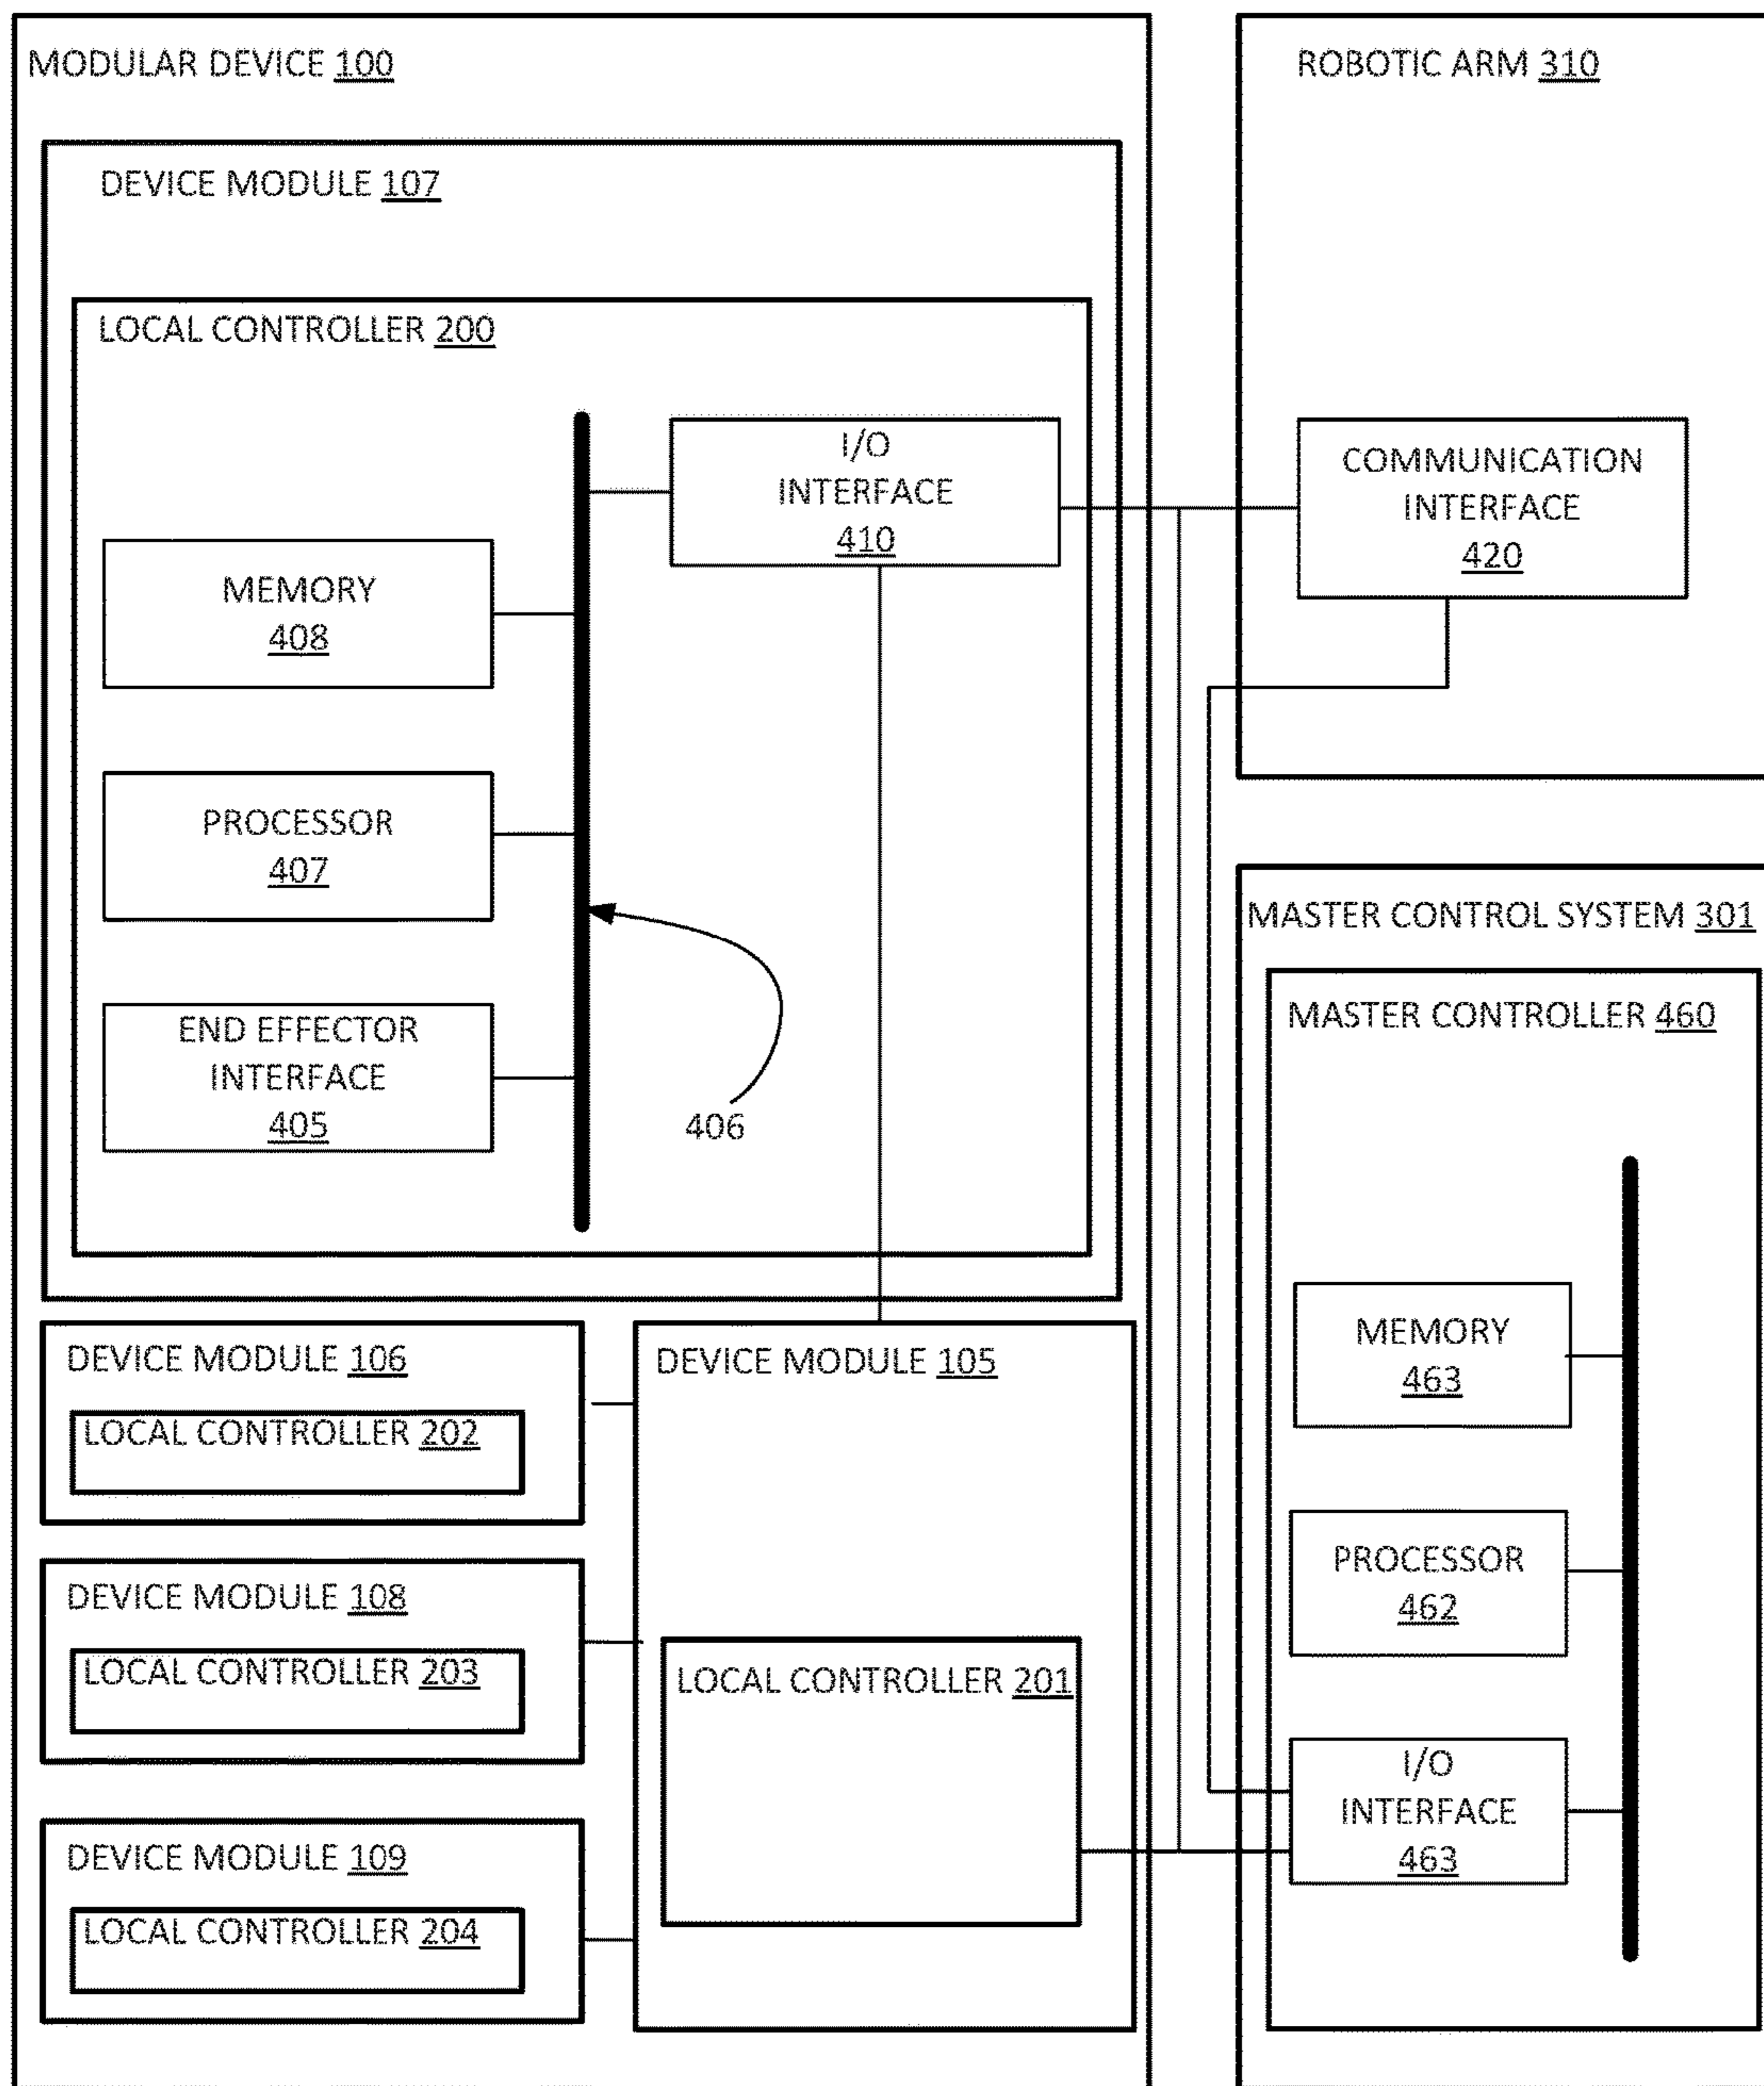 MODULAR DEVICE 100
DEVICE MODULE 107
LOCAL CONTROLLER 200
I/O
INTERFACE
410
MEMORY
408
PROCESSOR
407
END EFFECTOR
INTERFACE
405
406
DEVICE MODULE 106
LOCAL CONTROLLER 202
DEVICE MODULE 108
LOCAL CONTROLLER 203
DEVICE MODULE 109
LOCAL CONTROLLER 204
DEVICE MODULE 105
LOCAL CONTROLLER 201
ROBOTIC ARM 310
COMMUNICATION
INTERFACE
420
MASTER CONTROL SYSTEM 301
MASTER CONTROLLER 460
MEMORY
463
PROCESSOR
462
I/O
INTERFACE
463